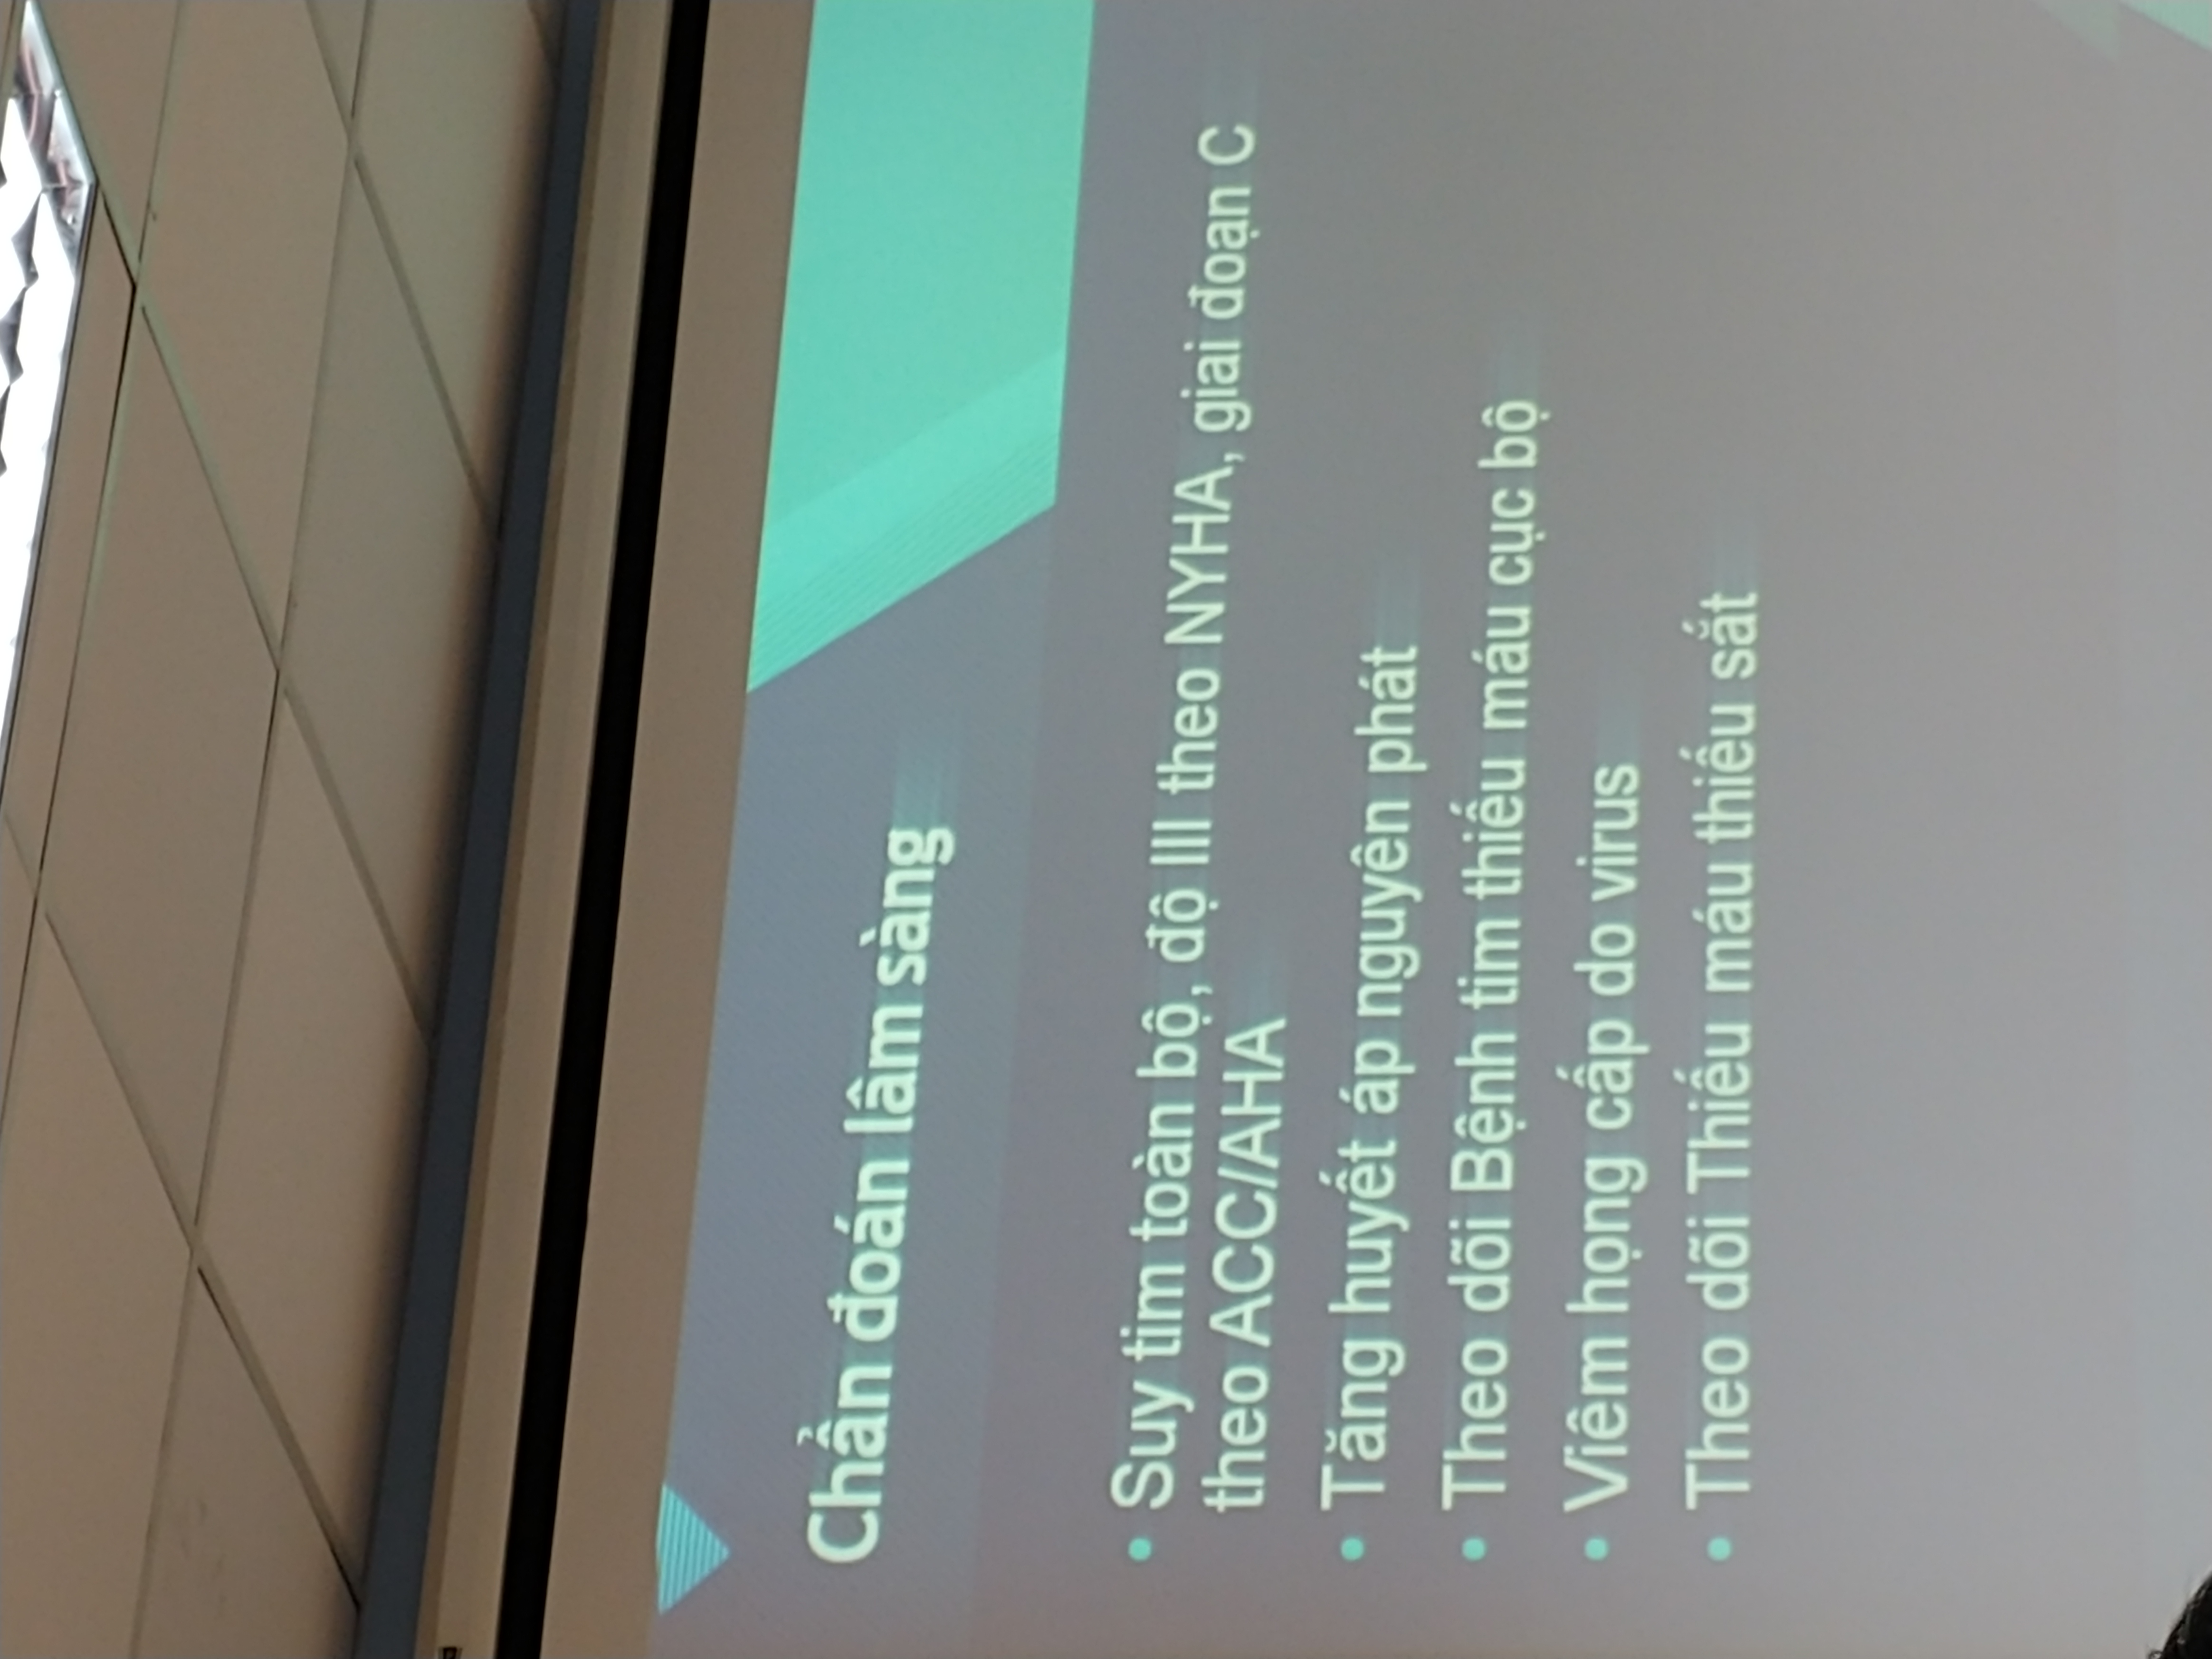 Chẩn đoán lâm sàng
• Suy tim toàn bộ, độ III theo NYHA, giai đoạn C
theo ACC/AHA
• Tăng huyết áp nguyên phát
• Theo dõi Bệnh tim thiếu máu cục bộ
• Viêm họng cấp do virus
• Theo dõi Thiếu máu thiếu sắt